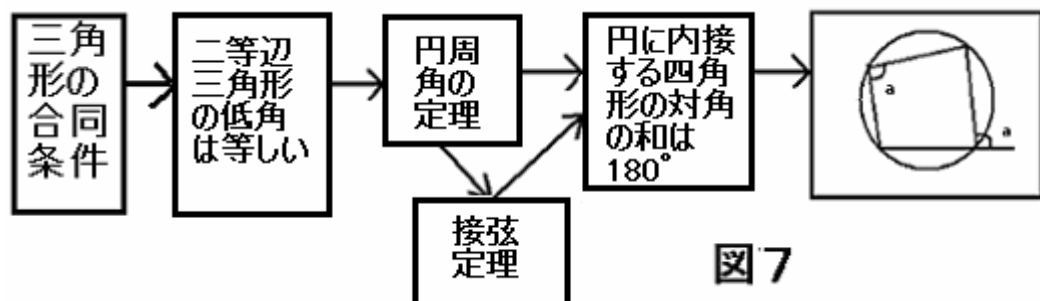 三角
形の
合同
条件
二等辺
三角形
の低角
は等しい
円周
角の
定理
円に内接
する四角
形の対角
の和は
180°
a
a
接弦
定理
図7